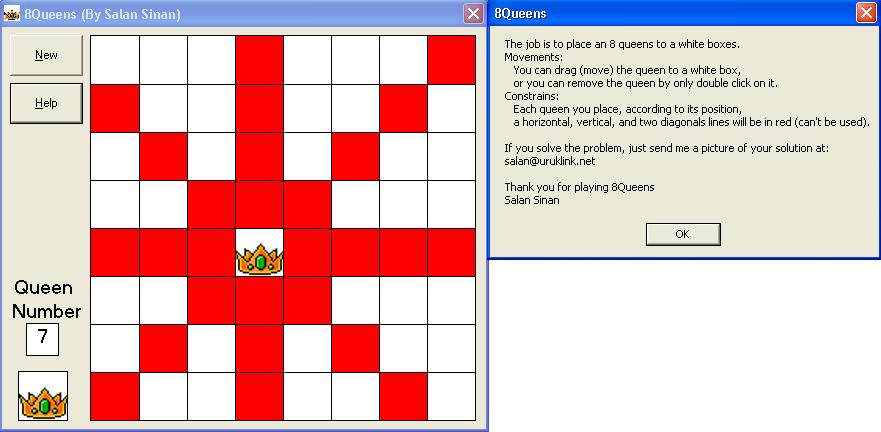 8Queens (By Salan Sinan)
New
Help
Queen
Number
7
8Queens
The job is to place an 8 queens to a white boxes.
Movements:
You can drag (move) the queen to a white box,
or you can remove the queen by only double click on it.
Constrains:
Each queen you place, according to its position,
a horizontal, vertical, and two diagonals lines will be in red (can't be used).
If you solve the problem, just send me a picture of your solution at:
salan@uruklink.net
Thank you for playing 8Queens
Salan Sinan
OK